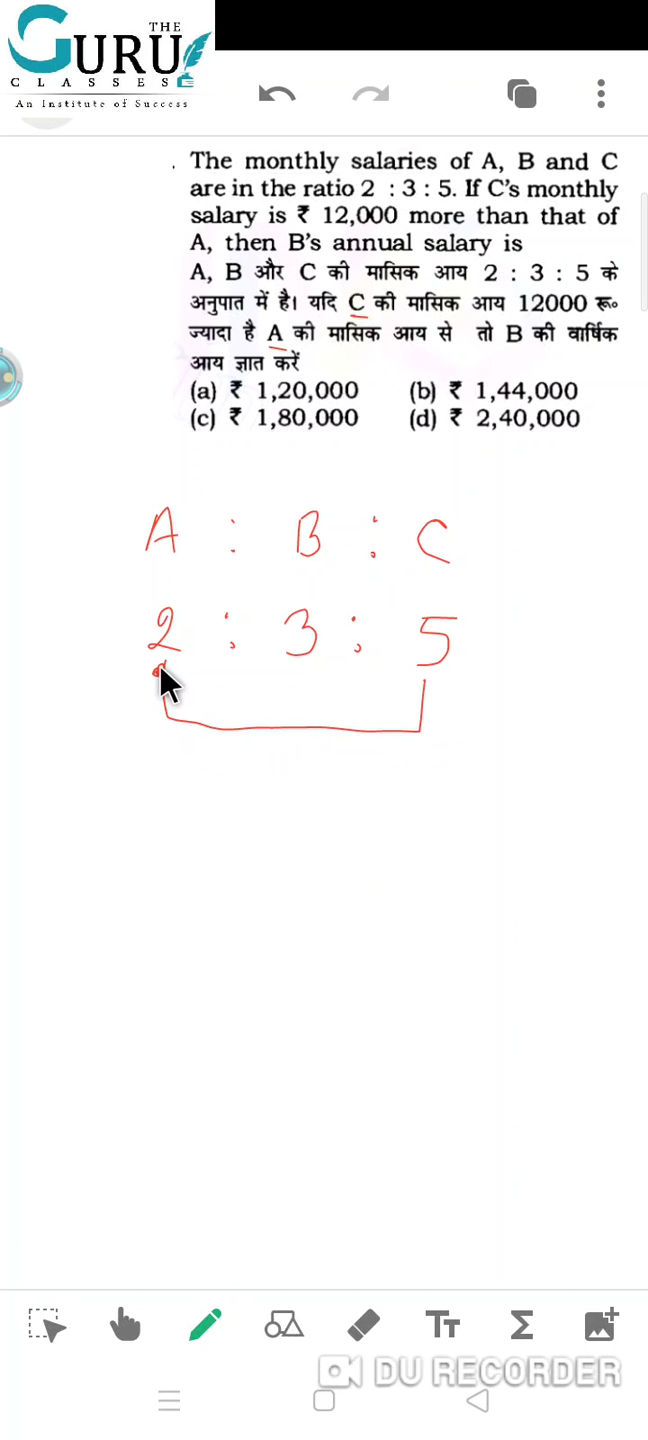 THE
GURU
CLASSES
An Institute of Success
. The monthly salaries of A, B and C
are in the ratio 2 : 3 : 5. If C's monthly
salary is ₹ 12,000 more than that of
A, then B's annual salary is
A, B और C की मासिक आय 2 : 3 : 5 के
अनुपात में है। यदि C की मासिक आय 12000 रू०
ज्यादा है A की मासिक आय से तो B की वार्षिक
आय ज्ञात करें
(a) ₹ 1,20,000 (b) ₹ 1,44,000
(c) ₹ 1,80,000 (d) ₹ 2,40,000
A : B : C
2 : 3 : 5
Tт Σ
DU RECORDER